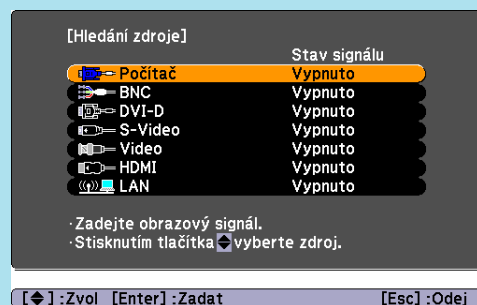 [Hledání zdroje]
Stav signálu
Počítač Vypnuto
BNC Vypnuto
DVI-D Vypnuto
S-Video Vypnuto
Video Vypnuto
HDMI Vypnuto
LAN Vypnuto
·Zadejte obrazový signál.
·Stisknutím tlačítka vyberte zdroj.
[◆] :Zvol [Enter] :Zadat [Esc] :Odej